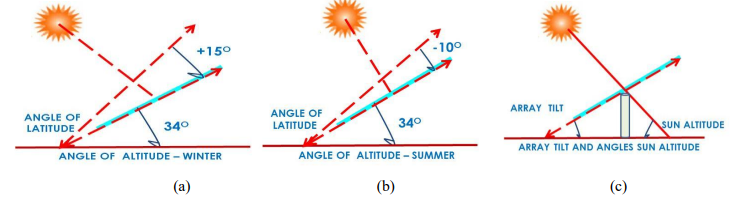 +15°
ANGLE OF
LATITUDE
34°
ANGLE OF ALTITUDE – WINTER
(a)
-10°
ANGLE OF
LATITUDE
34°
ANGLE OF ALTITUDE – SUMMER
(b)
ARRAY TILT
SUN ALTITUDE
ARRAY TILT AND ANGLES SUN ALTITUDE
(c)